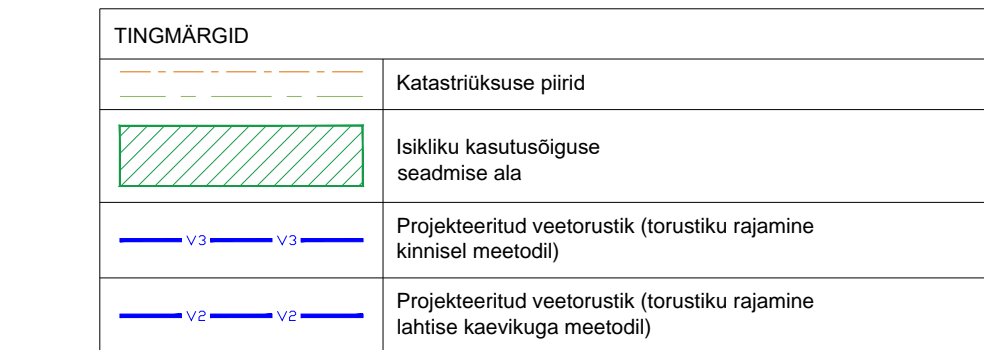 TINGMÄRGID
Katastriüksuse piirid
Isikliku kasutusõiguse
seadmise ala
V3 V3
Projekteeritud veetorustik (torustiku rajamine
kinnisel meetodil)
V2 V2
Projekteeritud veetorustik (torustiku rajamine
lahtise kaevikuga meetodil)